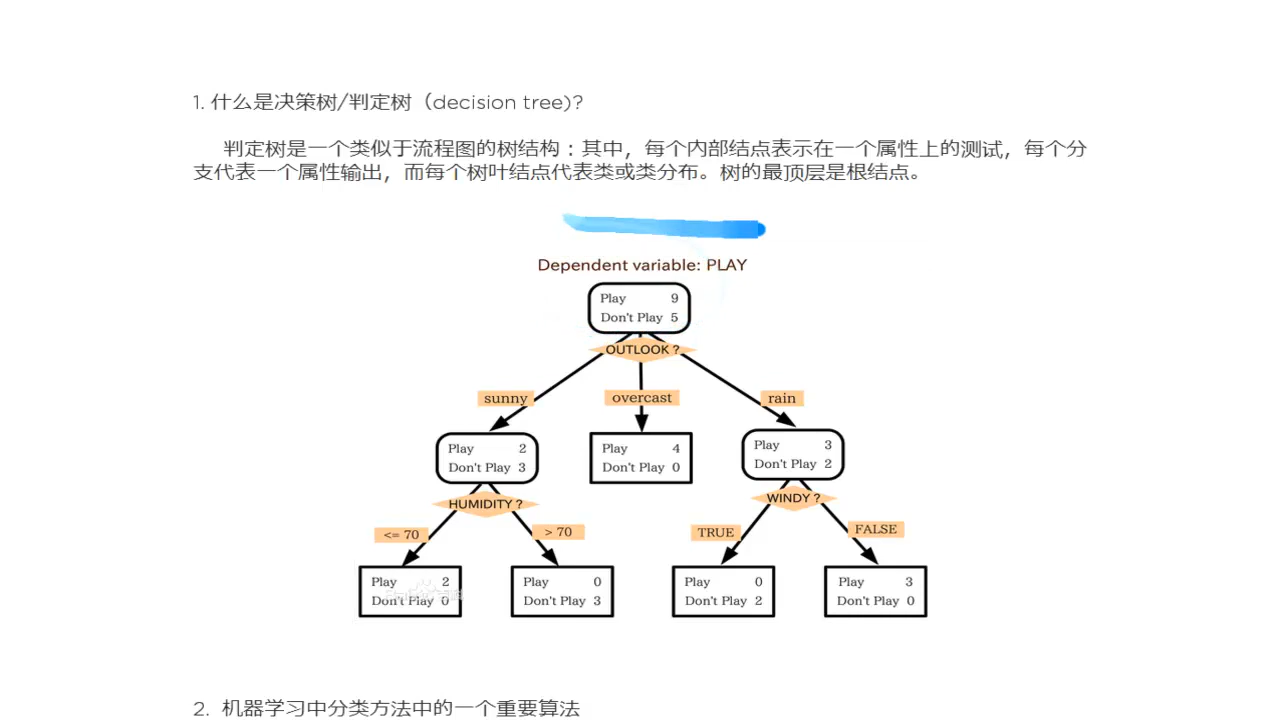 1. 什么是决策树/判定树（decision tree)?
判定树是一个类似于流程图的树结构：其中，每个内部结点表示在一个属性上的测试，每个分
支代表一个属性输出，而每个树叶结点代表类或类分布。树的最顶层是根结点。
Dependent variable: PLAY
Play 9
Don't Play 5
OUTLOOK ?
sunny
overcast
rain
Play 2
Don't Play 3
Play 4
Don't Play 0
Play 3
Don't Play 2
HUMIDITY ?
WINDY ?
<= 70
> 70
TRUE
FALSE
Play 2
Don't Play 0
Play 0
Don't Play 3
Play 0
Don't Play 2
Play 3
Don't Play 0
2. 机器学习中分类方法中的一个重要算法